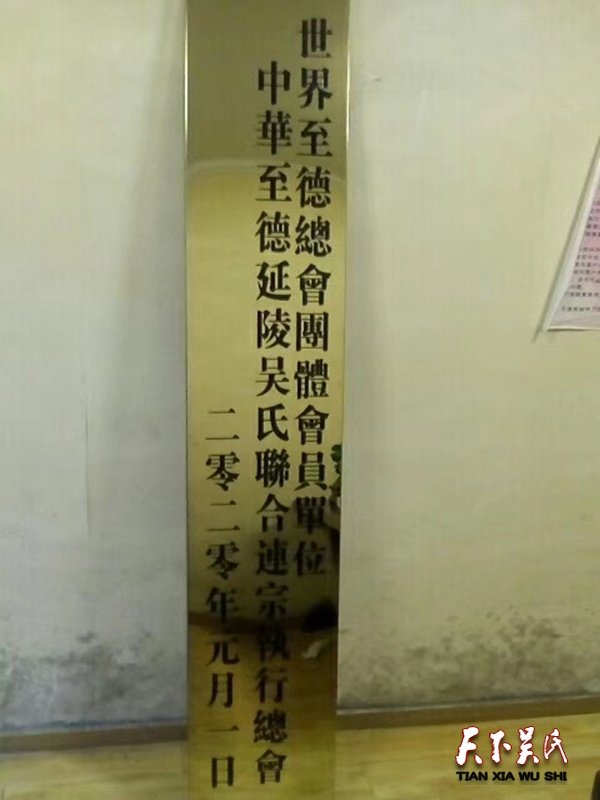 世界至德總會團體會員單位
中華至德延陵吴氏聯合連宗執行總會
二零二零年元月一日
天下吴氏
TIAN XIA WU SHI